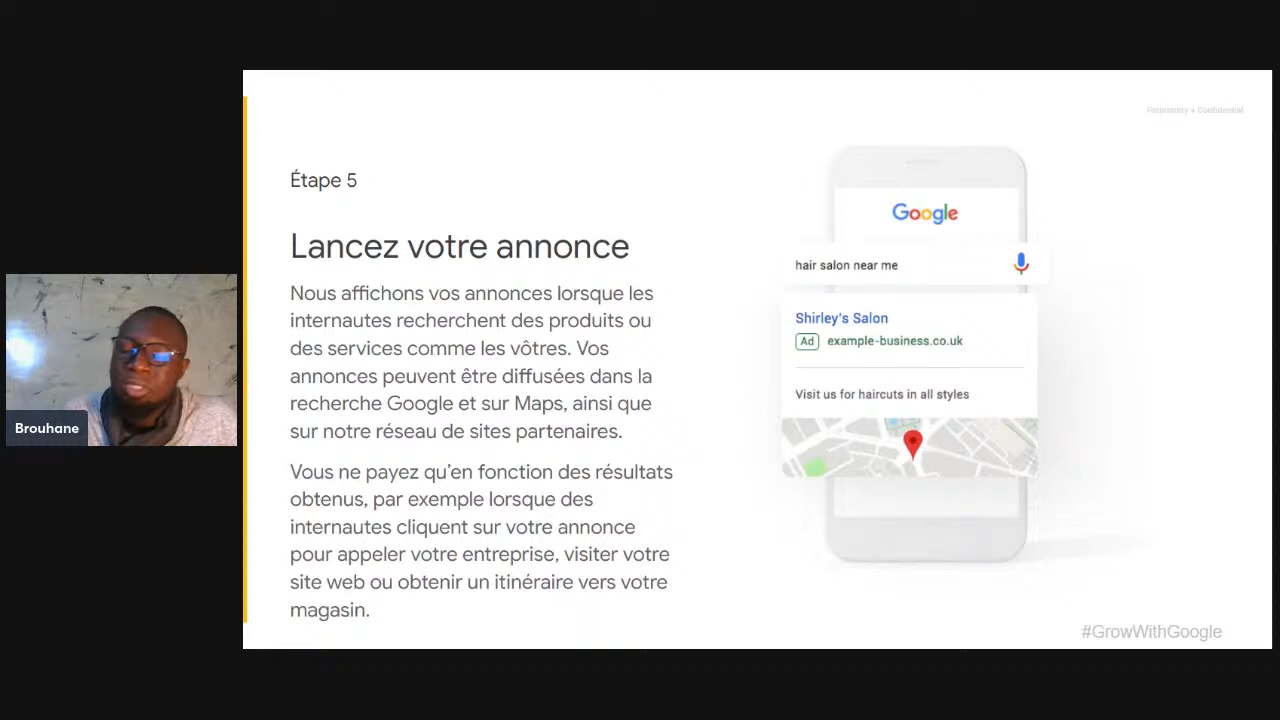 Étape 5
Lancez votre annonce
Nous affichons vos annonces lorsque les
internautes recherchent des produits ou
des services comme les vôtres. Vos
annonces peuvent être diffusées dans la
recherche Google et sur Maps, ainsi que
sur notre réseau de sites partenaires.
Vous ne payez qu’en fonction des résultats
obtenus, par exemple lorsque des
internautes cliquent sur votre annonce
pour appeler votre entreprise, visiter votre
site web ou obtenir un itinéraire vers votre
magasin.
Confidential
Google
hair salon near me
Shirley's Salon
Ad example-business.co.uk
Visit us for haircuts in all styles
#GrowWithGoogle
Brouhane